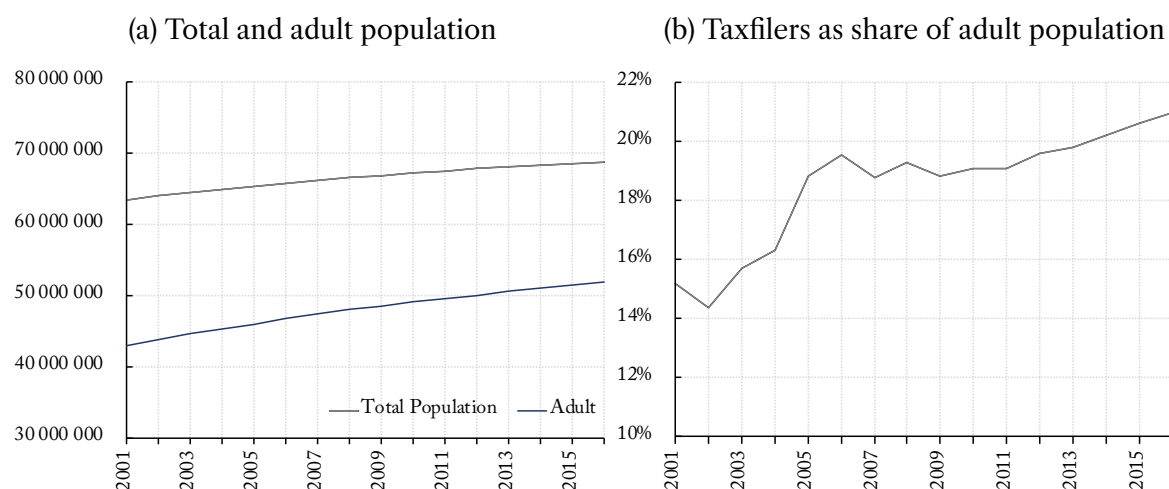 (a) Total and adult population
80 000 000
70 000 000
60 000 000
50 000 000
40 000 000
30 000 000
Total Population
Adult
2001
2003
2005
2007
2009
2011
2013
2015
(b) Taxfilers as share of adult population
22%
20%
18%
16%
14%
12%
10%
2001
2003
2005
2007
2009
2011
2013
2015